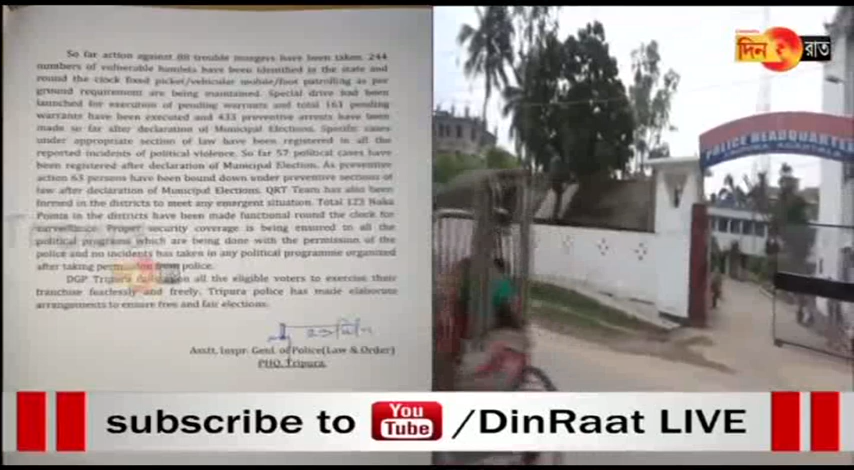 So far action against 80 trouble mongers have been taken. 244
numbers of vulnerable hamlets have been identified in the state and
round the clock fixed picket/vehicular mobile/foot patrolling as per
ground requirement are being maintained. Special drive had been
launched for execution of pending warrants and total 163 pending
warrants have been executed and 433 preventive arrests have been
made so far after declaration of Municipal Elections. Specific cases
under appropriate section of law have been registered in all the
reported incidents of political violence. So far 57 political cases have
been registered after declaration of Municipal Election. As preventive
action 63 persons have been bound down under preventive sections of
law after declaration of Municipal Elections. QRT Team has also been
formed in the districts to meet any emergent situation. Total 123 Naka
Points in the districts have been made functional round the clock for
surveillance. Proper security coverage is being ensured to all the
political programs which are being done with the permission of the
police and no incidents has taken in any political programme organized
after taking from police.
DGP Tripura on all the eligible voters to exercise their
franchise fearlessly and freely. Tripura police has made elaborate
arrangements to ensure free and fair elections.
Asstt. Inspr. Genl. of Police(Law & Order)
PHQ, Tripura.
দিন রাত
POLICE HEADQUARTER
TRIPURA AGARTALA
subscribe to You Tube /DinRaat LIVE